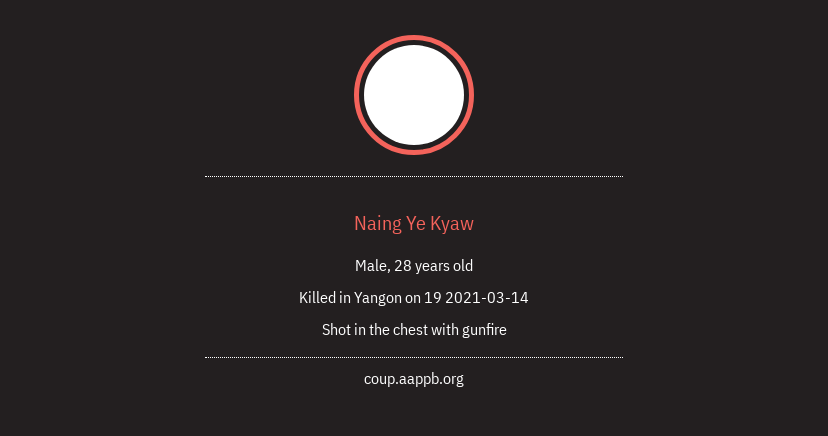 Naing Ye Kyaw
Male, 28 years old
Killed in Yangon on 19 2021-03-14
Shot in the chest with gunfire
coup.aappb.org